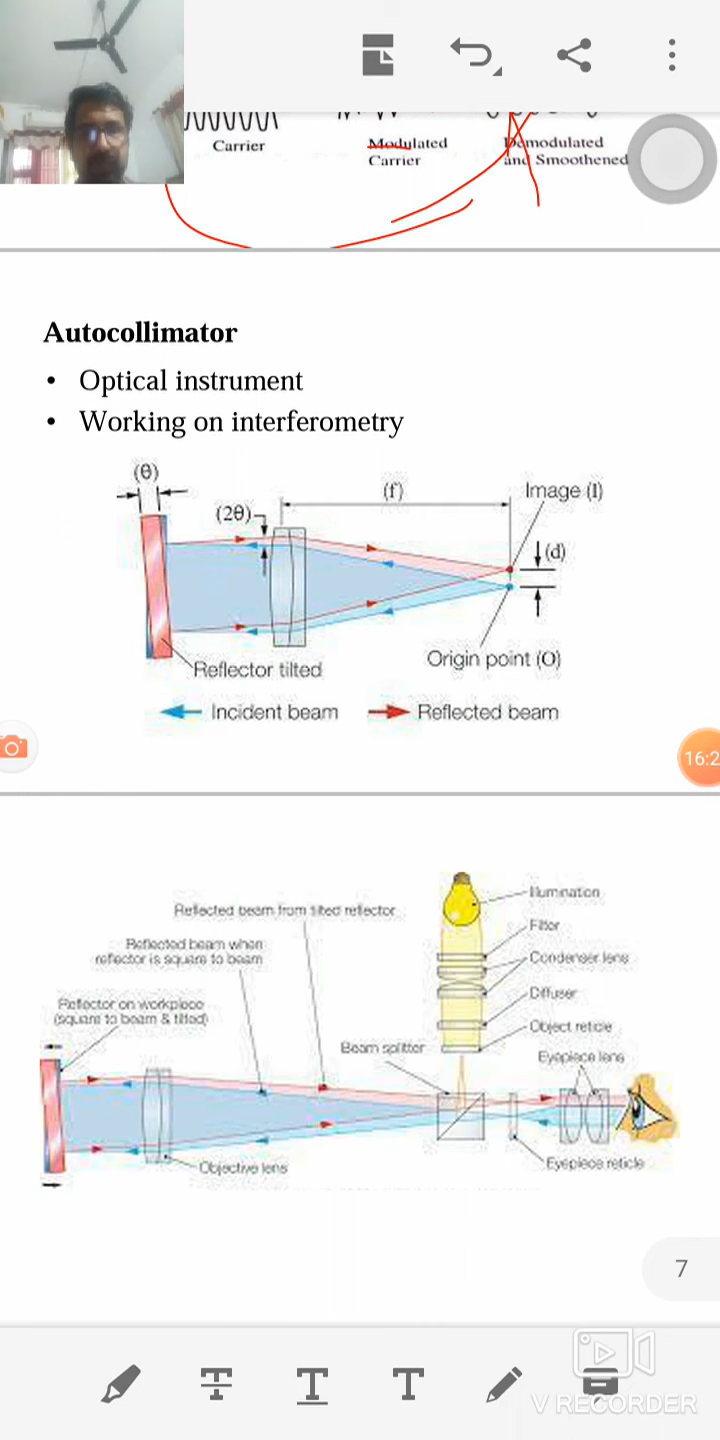 Carrier
Modulated
Carrier
Demodulated
and Smoothened
Autocollimator
• Optical instrument
• Working on interferometry
(θ)
(2θ)
(f)
Image (I)
(d)
Reflector tilted
Origin point (O)
Incident beam
Reflected beam
16:2
Reflected beam from tilted reflector
Reflected beam when
reflector is square to beam
Reflector on workpiece
(square to beam & tilted)
Beam splitter
Illumination
Filter
Condenser lens
Diffuser
Object reticle
Eyepiece lens
Objective lens
Eyepiece reticle
7
T
T
T
V RECORDER